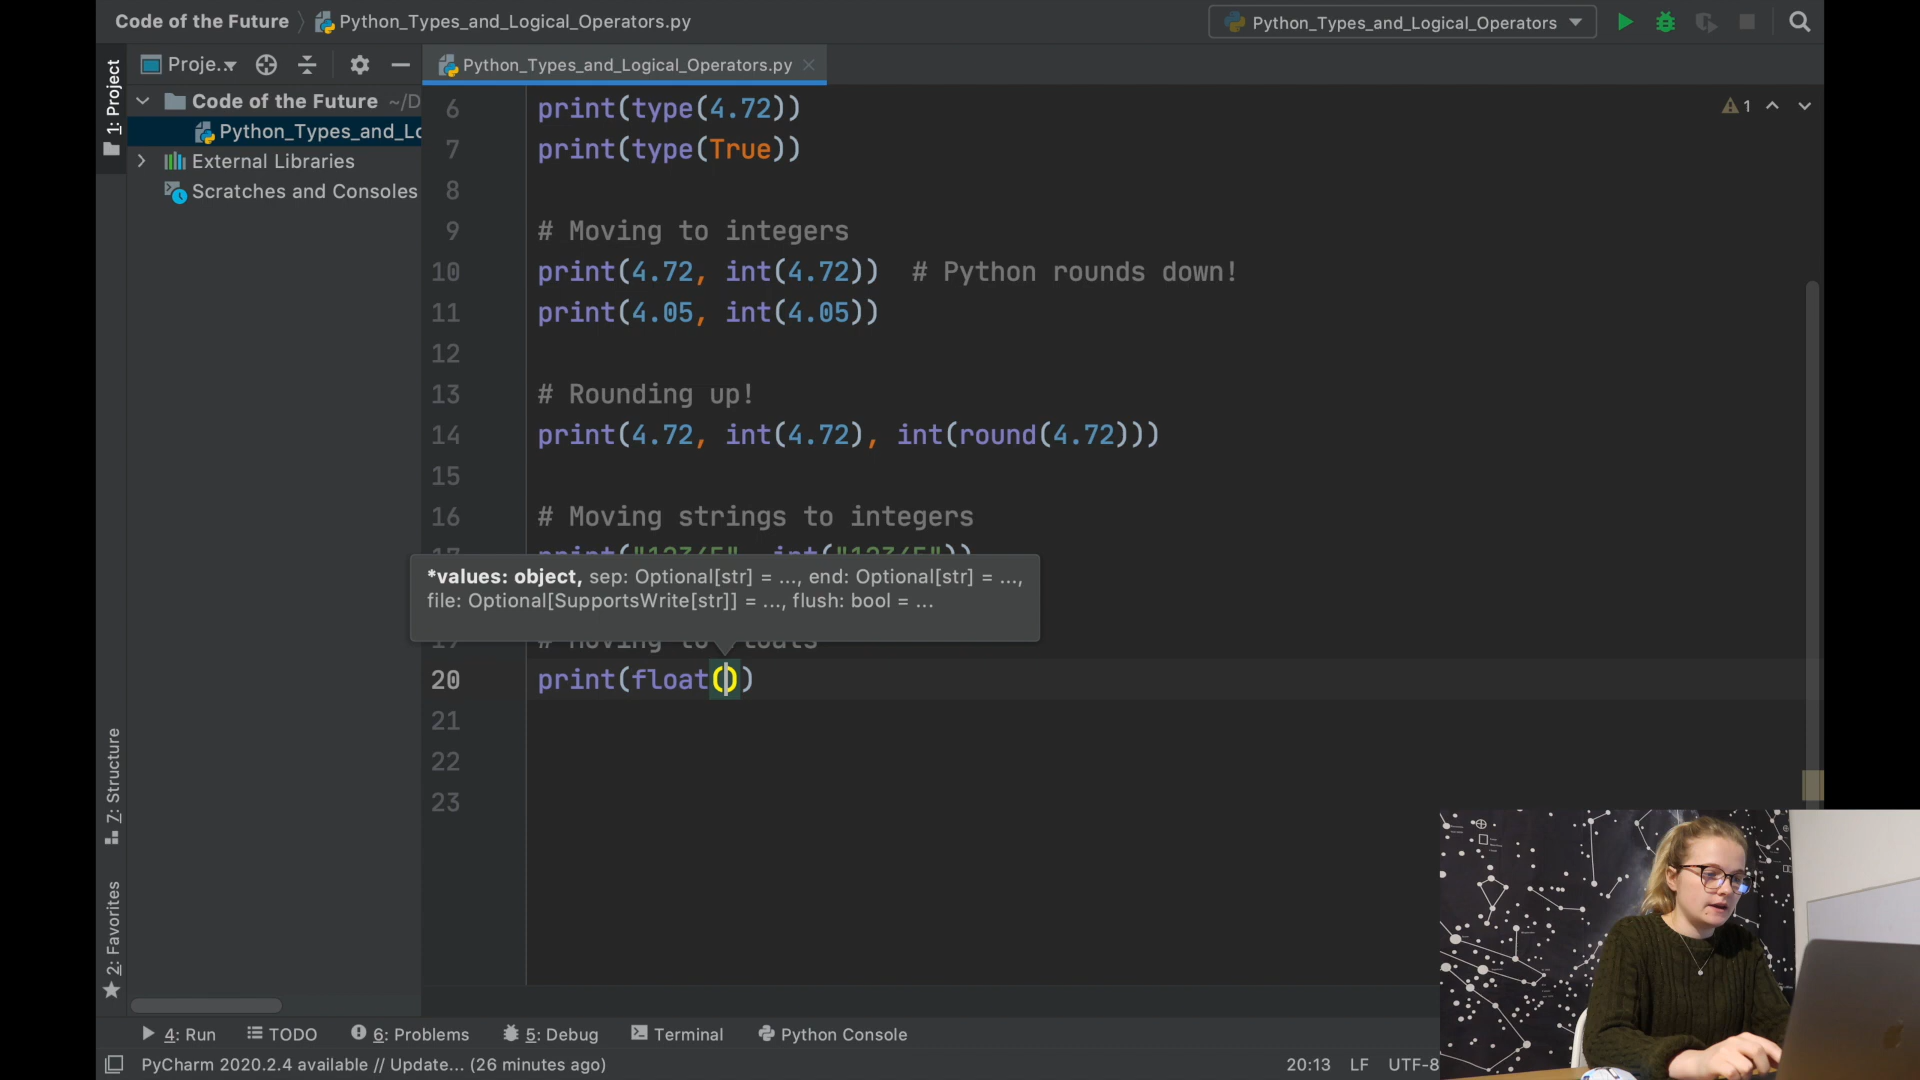 Code of the Future
Python_Types_and_Logical_Operators.py
Python_Types_and_Logical_Operators
1: Project
Proje..
Python_Types_and_Logical_Operators.py
Code of the Future ~/D
Python_Types_and_Lo
External Libraries
Scratches and Consoles
1
6 print(type(4.72))
7 print(type(True))
8
9 # Moving to integers
10 print(4.72, int(4.72)) # Python rounds down!
11 print(4.05, int(4.05))
12
13 # Rounding up!
14 print(4.72, int(4.72), int(round(4.72)))
15
16 # Moving strings to integers
17 print("12345", int("12345"))
*values: object, sep: Optional[str] = ..., end: Optional[str] = ...,
file: Optional[SupportsWrite[str]] = ..., flush: bool = ...
19 # Moving to floats
20 print(float())
21
22
23
7: Structure
2: Favorites
4: Run
TODO
6: Problems
5: Debug
Terminal
Python Console
PyCharm 2020.2.4 available // Update... (26 minutes ago)
20:13 LF UTF-8